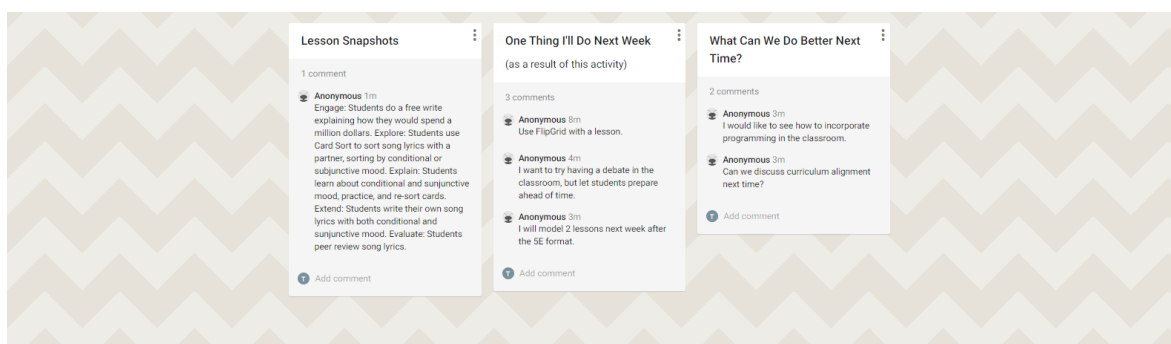 Lesson Snapshots
1 comment
Anonymous 1m
Engage: Students do a free write
explaining how they would spend a
million dollars. Explore: Students use
Card Sort to sort song lyrics with a
partner, sorting by conditional or
subjunctive mood. Explain: Students
learn about conditional and sunjunctive
mood, practice, and re-sort cards.
Extend: Students write their own song
lyrics with both conditional and
sunjunctive mood. Evaluate: Students
peer review song lyrics.
T Add comment
One Thing I'll Do Next Week
(as a result of this activity)
3 comments
Anonymous 8m
Use FlipGrid with a lesson.
Anonymous 4m
I want to try having a debate in the
classroom, but let students prepare
ahead of time.
Anonymous 3m
I will model 2 lessons next week after
the 5E format.
T Add comment
What Can We Do Better Next
Time?
2 comments
Anonymous 3m
I would like to see how to incorporate
programming in the classroom.
Anonymous 3m
Can we discuss curriculum alignment
next time?
T Add comment